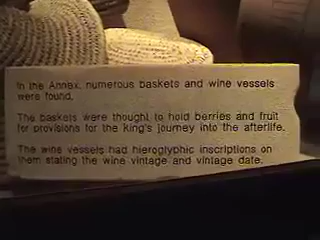 In the Annex, numerous baskets and wine vessels
were found.
The baskets were thought to hold berries and fruit
for provisions for the king's journey into the afterlife.
The wine vessels had hieroglyphic inscriptions on
them stating the wine vintage and vintage date.